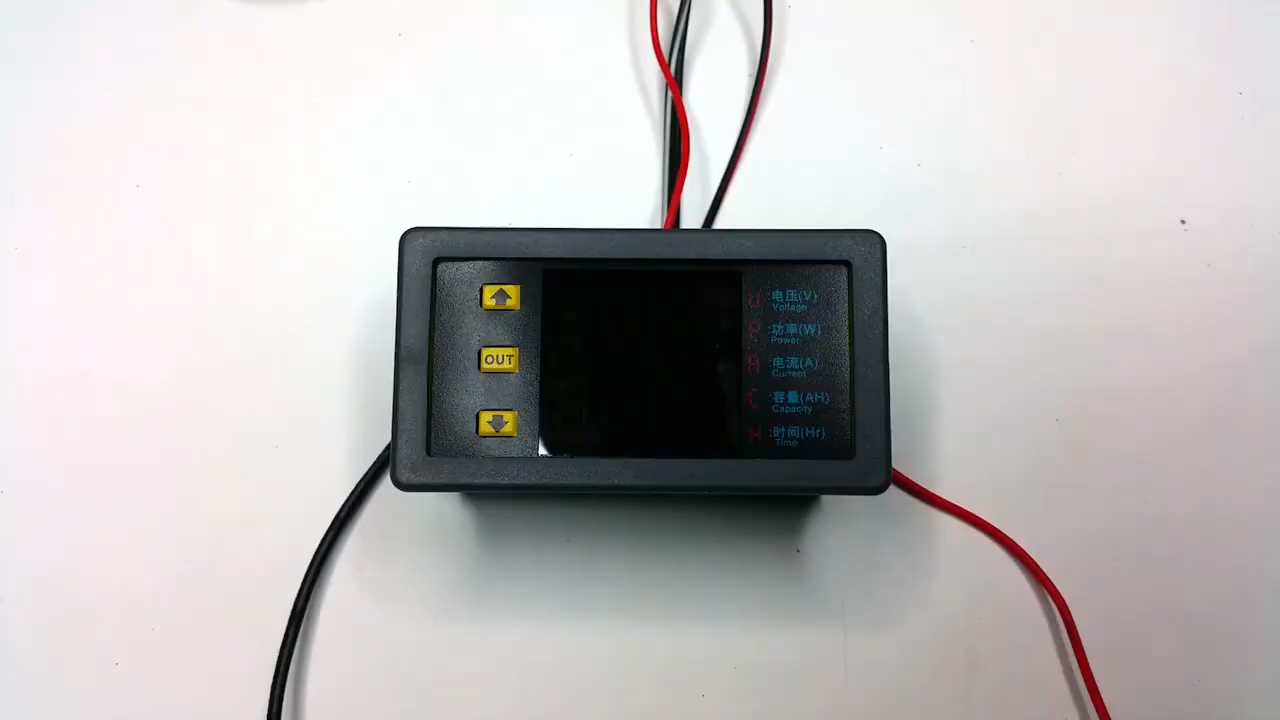 OUT
U :电压(V)
Voltage
P :功率(W)
Power
A :电流(A)
Current
C :容量(AH)
Capacity
H :时间(Hr)
Time